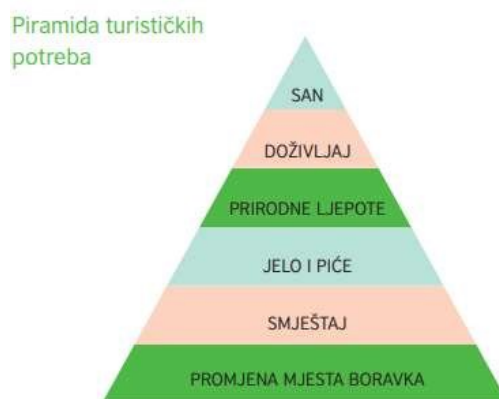 Piramida turističkih
potreba
SAN
DOŽIVLJAJ
PRIRODNE LJEPOTE
JELO I PIĆE
SMJEŠTAJ
PROMJENA MJESTA BORAVKA